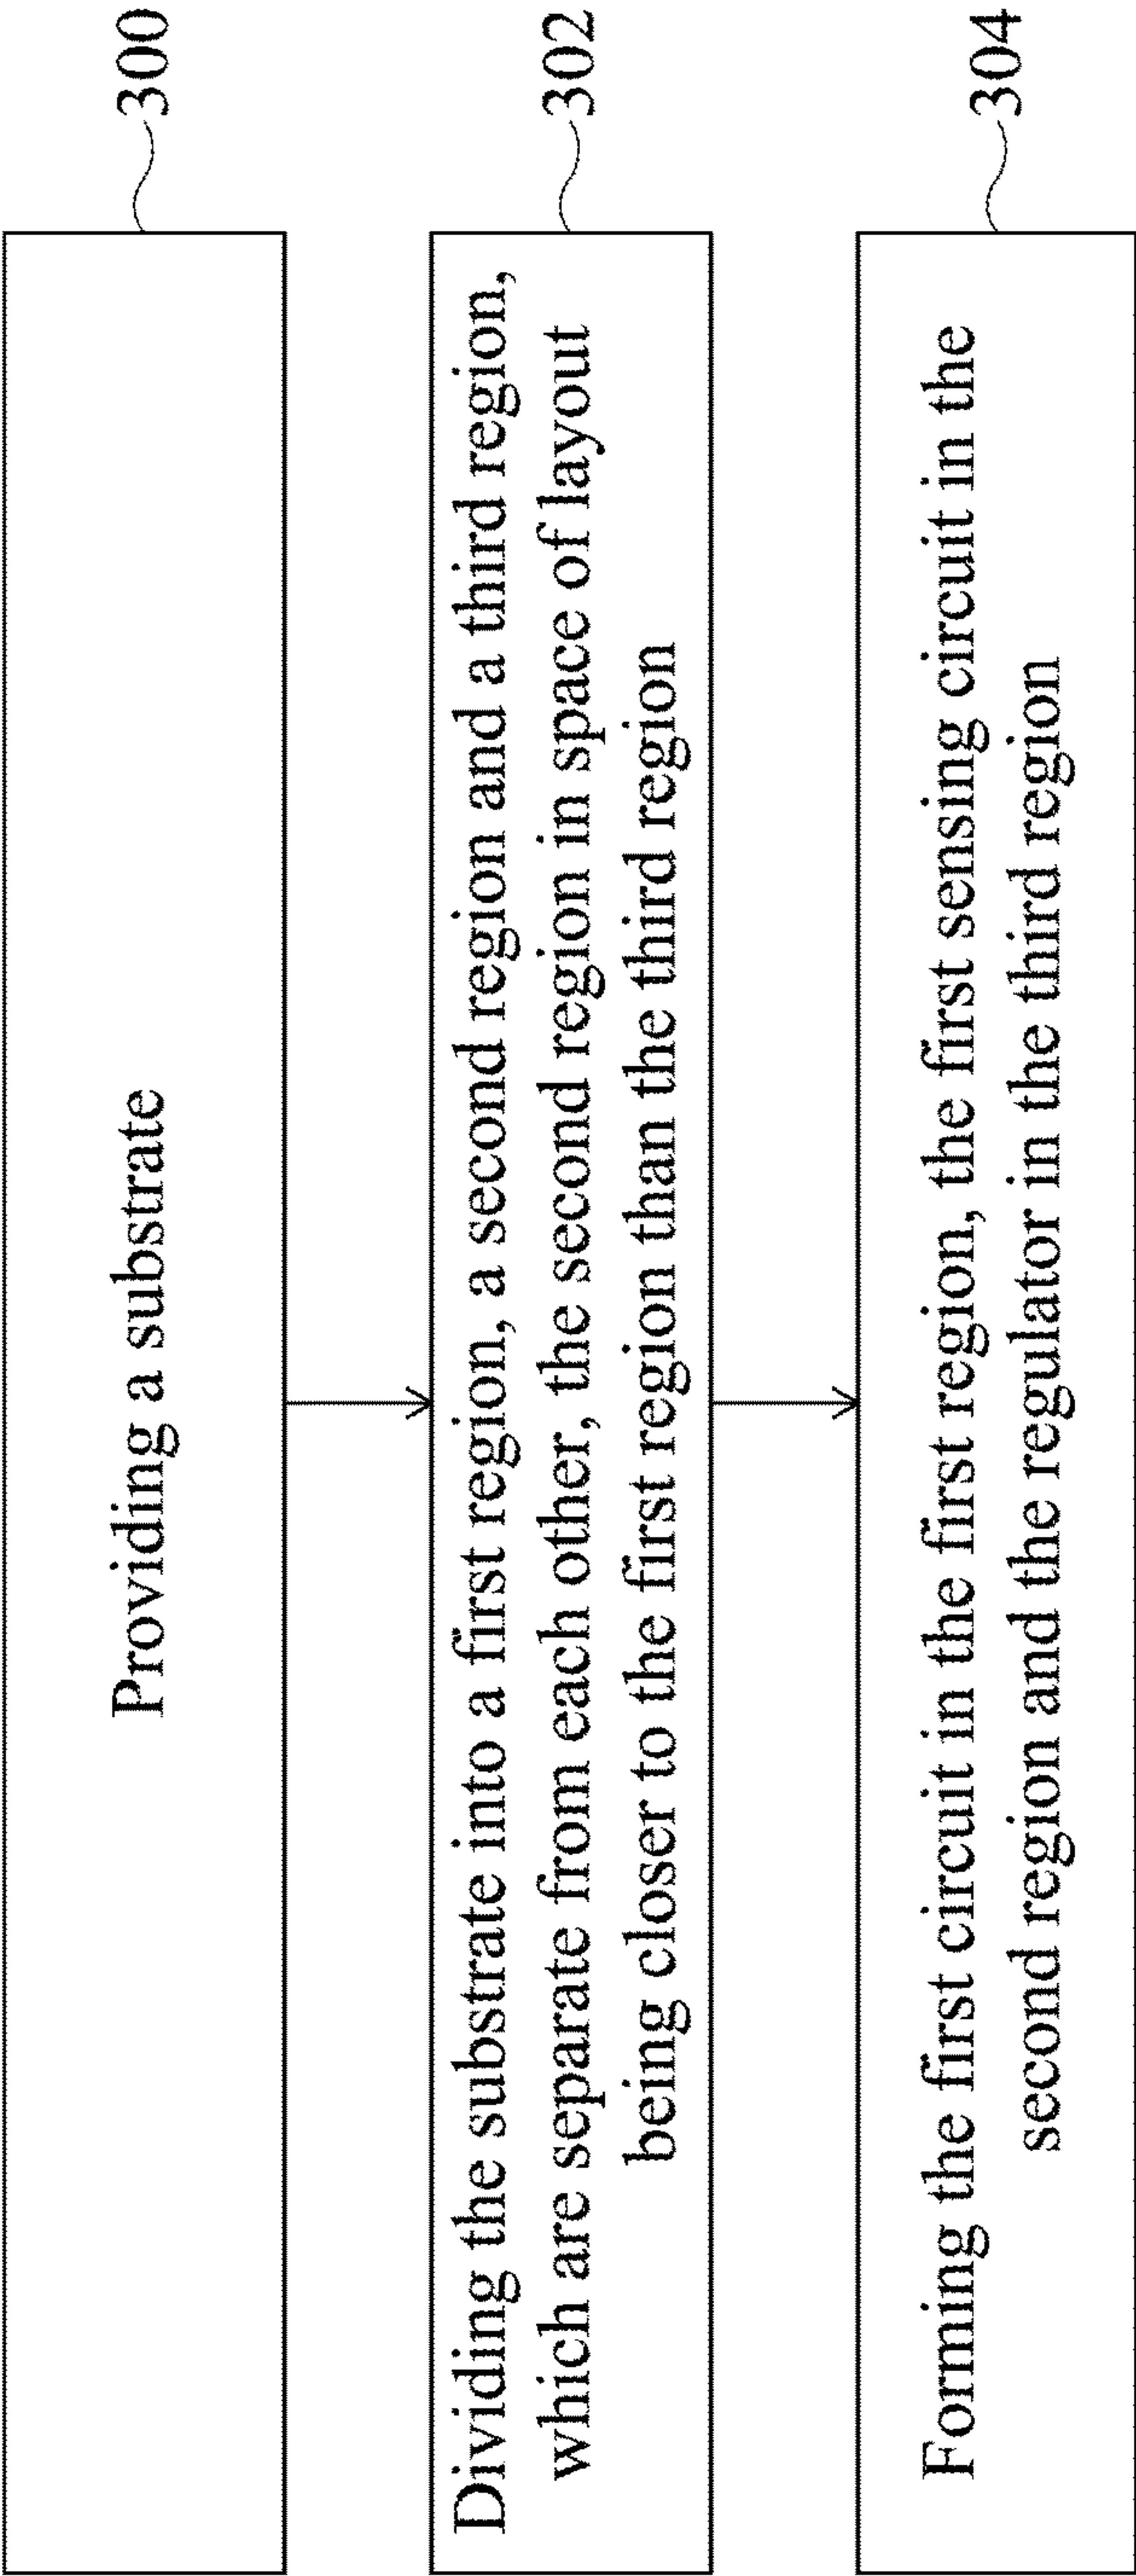 Providing a substrate
300
Dividing the substrate into a first region, a second region and a third region,
which are separate from each other, the second region in space of layout
being closer to the first region than the third region
302
Forming the first circuit in the first region, the first sensing circuit in the
second region and the regulator in the third region
304